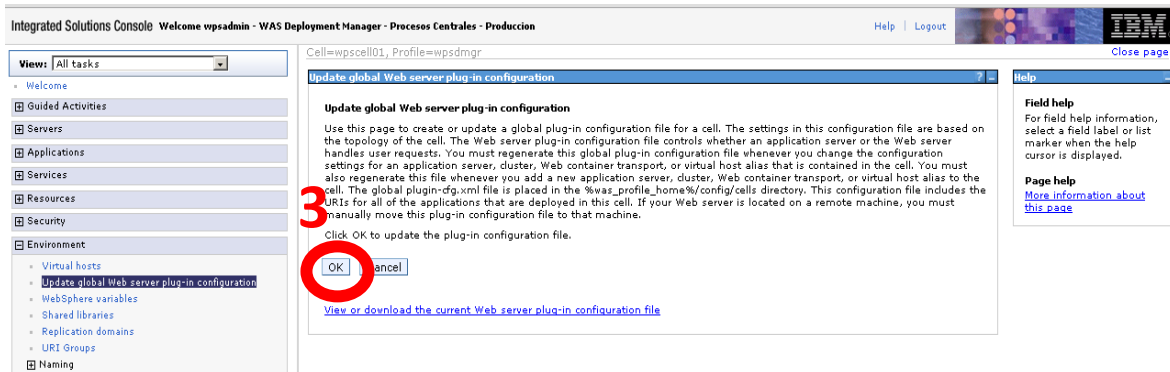 Integrated Solutions Console Welcome wpsadmin - WAS Deployment Manager - Procesos Centrales - Produccion
Help | Logout
IBM.
Cell=wpscell01, Profile=wpsdmgr
Close page
View: All tasks
Welcome
Guided Activities
Servers
Applications
Services
Resources
Security
Environment
Virtual hosts
Update global Web server plug-in configuration
WebSphere variables
Shared libraries
Replication domains
URI Groups
Naming
Update global Web server plug-in configuration ? -
Update global Web server plug-in configuration
Use this page to create or update a global plug-in configuration file for a cell. The settings in this configuration file are based on
the topology of the cell. The Web server plug-in configuration file controls whether an application server or the Web server
handles user requests. You must regenerate this global plug-in configuration file whenever you change the configuration
settings for an application server, cluster, Web container transport, or virtual host alias that is contained in the cell. You must
also regenerate this file whenever you add a new application server, cluster, Web container transport, or virtual host alias to the
cell. The global plugin-cfg.xml file is placed in the %was_profile_home%/config/cells directory. This configuration file includes the
URIs for all of the applications that are deployed in this cell. If your Web server is located on a remote machine, you must
manually move this plug-in configuration file to that machine.
3
Click OK to update the plug-in configuration file.
OK Cancel
View or download the current Web server plug-in configuration file
Help -
Field help
For field help information,
select a field label or list
marker when the help
cursor is displayed.
Page help
More information about
this page